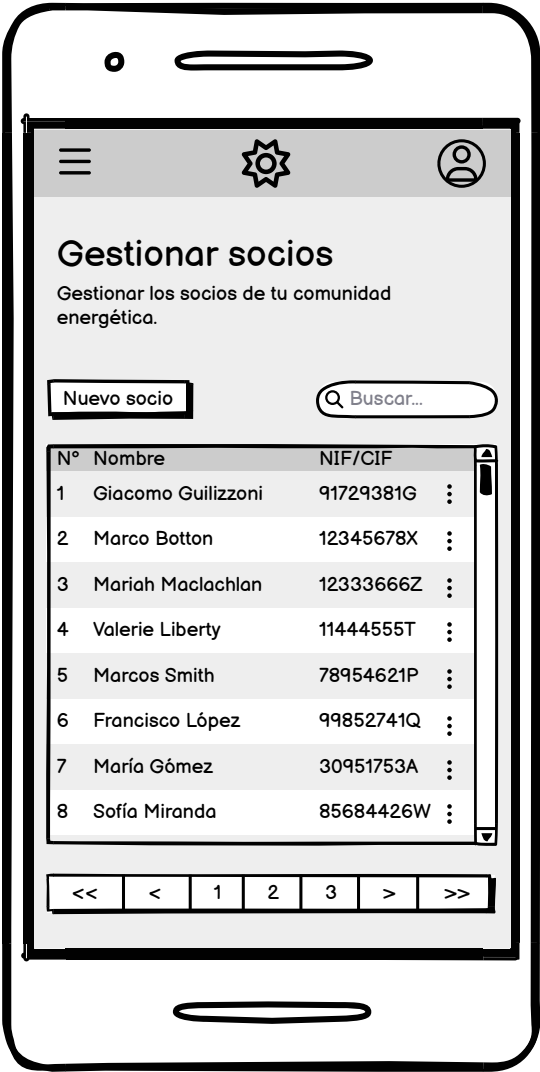 Gestionar socios
Gestionar los socios de tu comunidad
energética.
Nuevo socio Buscar...
N° Nombre NIF/CIF
1 Giacomo Guilizzoni 91729381G
2 Marco Botton 12345678X
3 Mariah Maclachlan 12333666Z
4 Valerie Liberty 11444555T
5 Marcos Smith 78954621P
6 Francisco López 99852741Q
7 María Gómez 30951753A
8 Sofía Miranda 85684426W
<< < 1 2 3 > >>